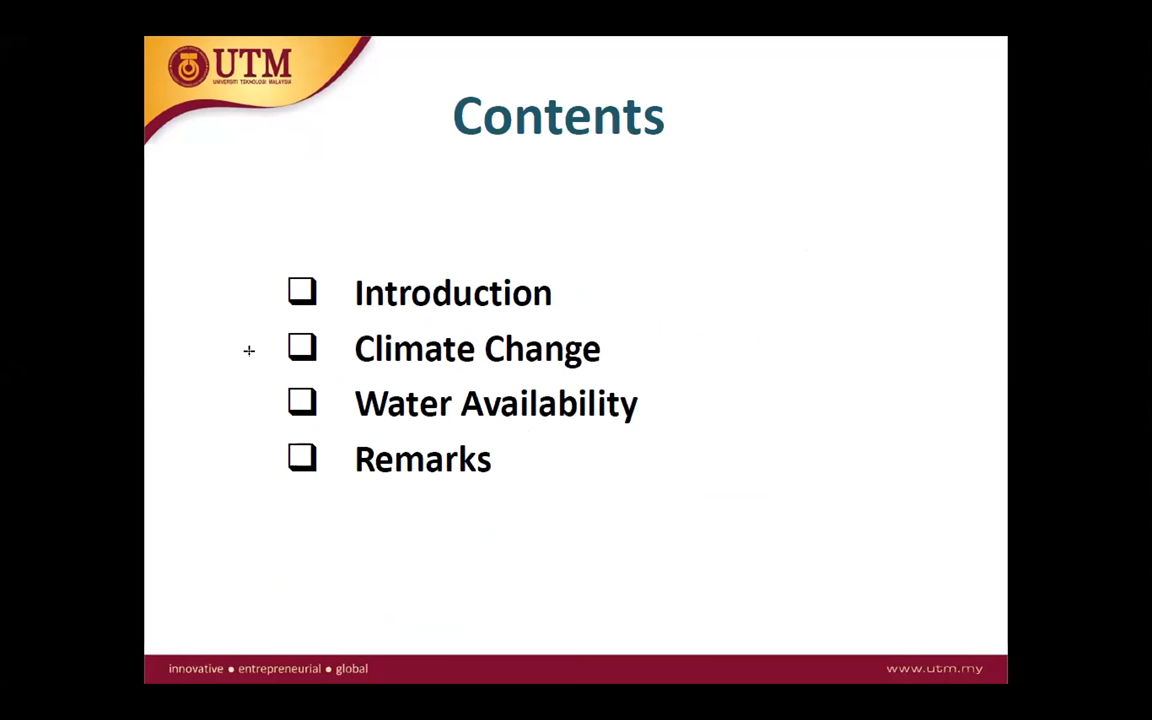 UTM
UNIVERSITI TEKNOLOGI MALAYSIA
Contents
Introduction
Climate Change
Water Availability
Remarks
innovative ● entrepreneurial ● global
www.utm.my